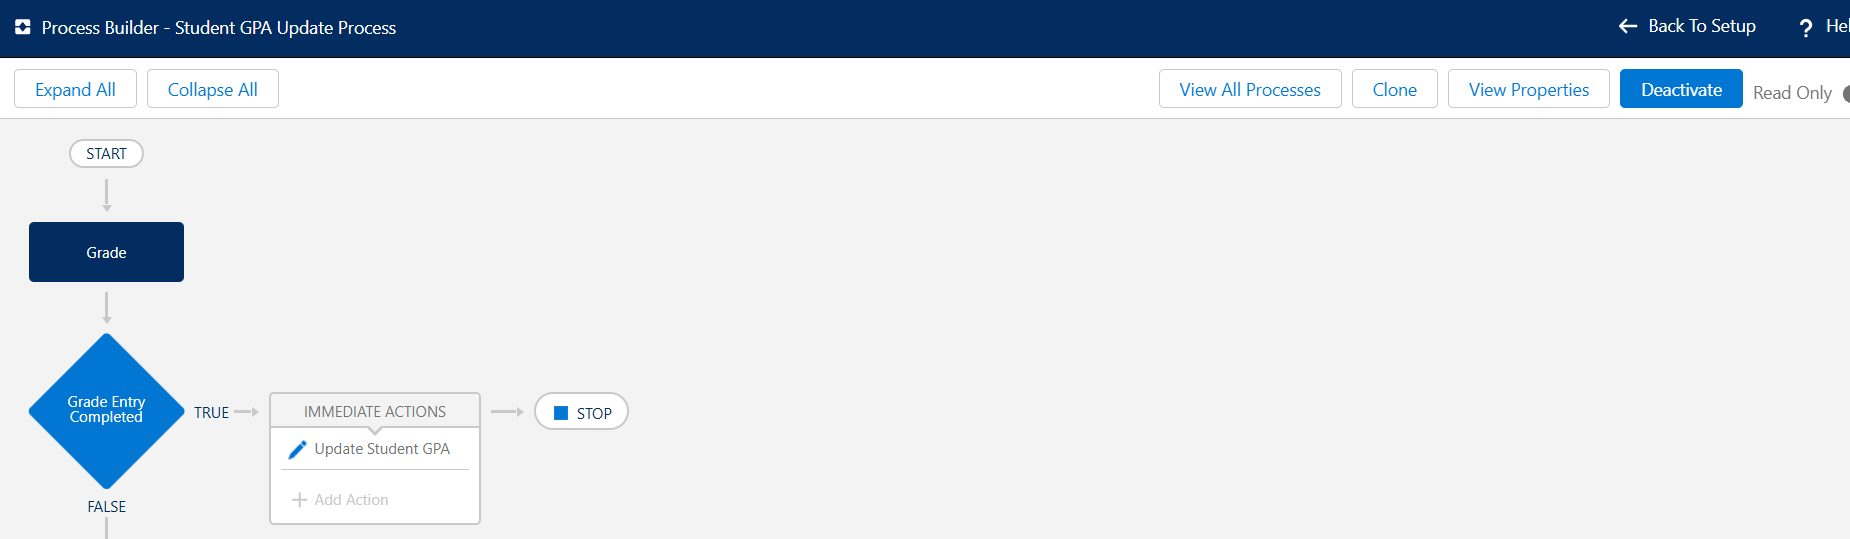 Process Builder - Student GPA Update Process
Back To Setup
? Hel
Expand All
Collapse All
View All Processes
Clone
View Properties
Deactivate
Read Only
START
Grade
Grade Entry
Completed
TRUE
IMMEDIATE ACTIONS
STOP
Update Student GPA
+ Add Action
FALSE